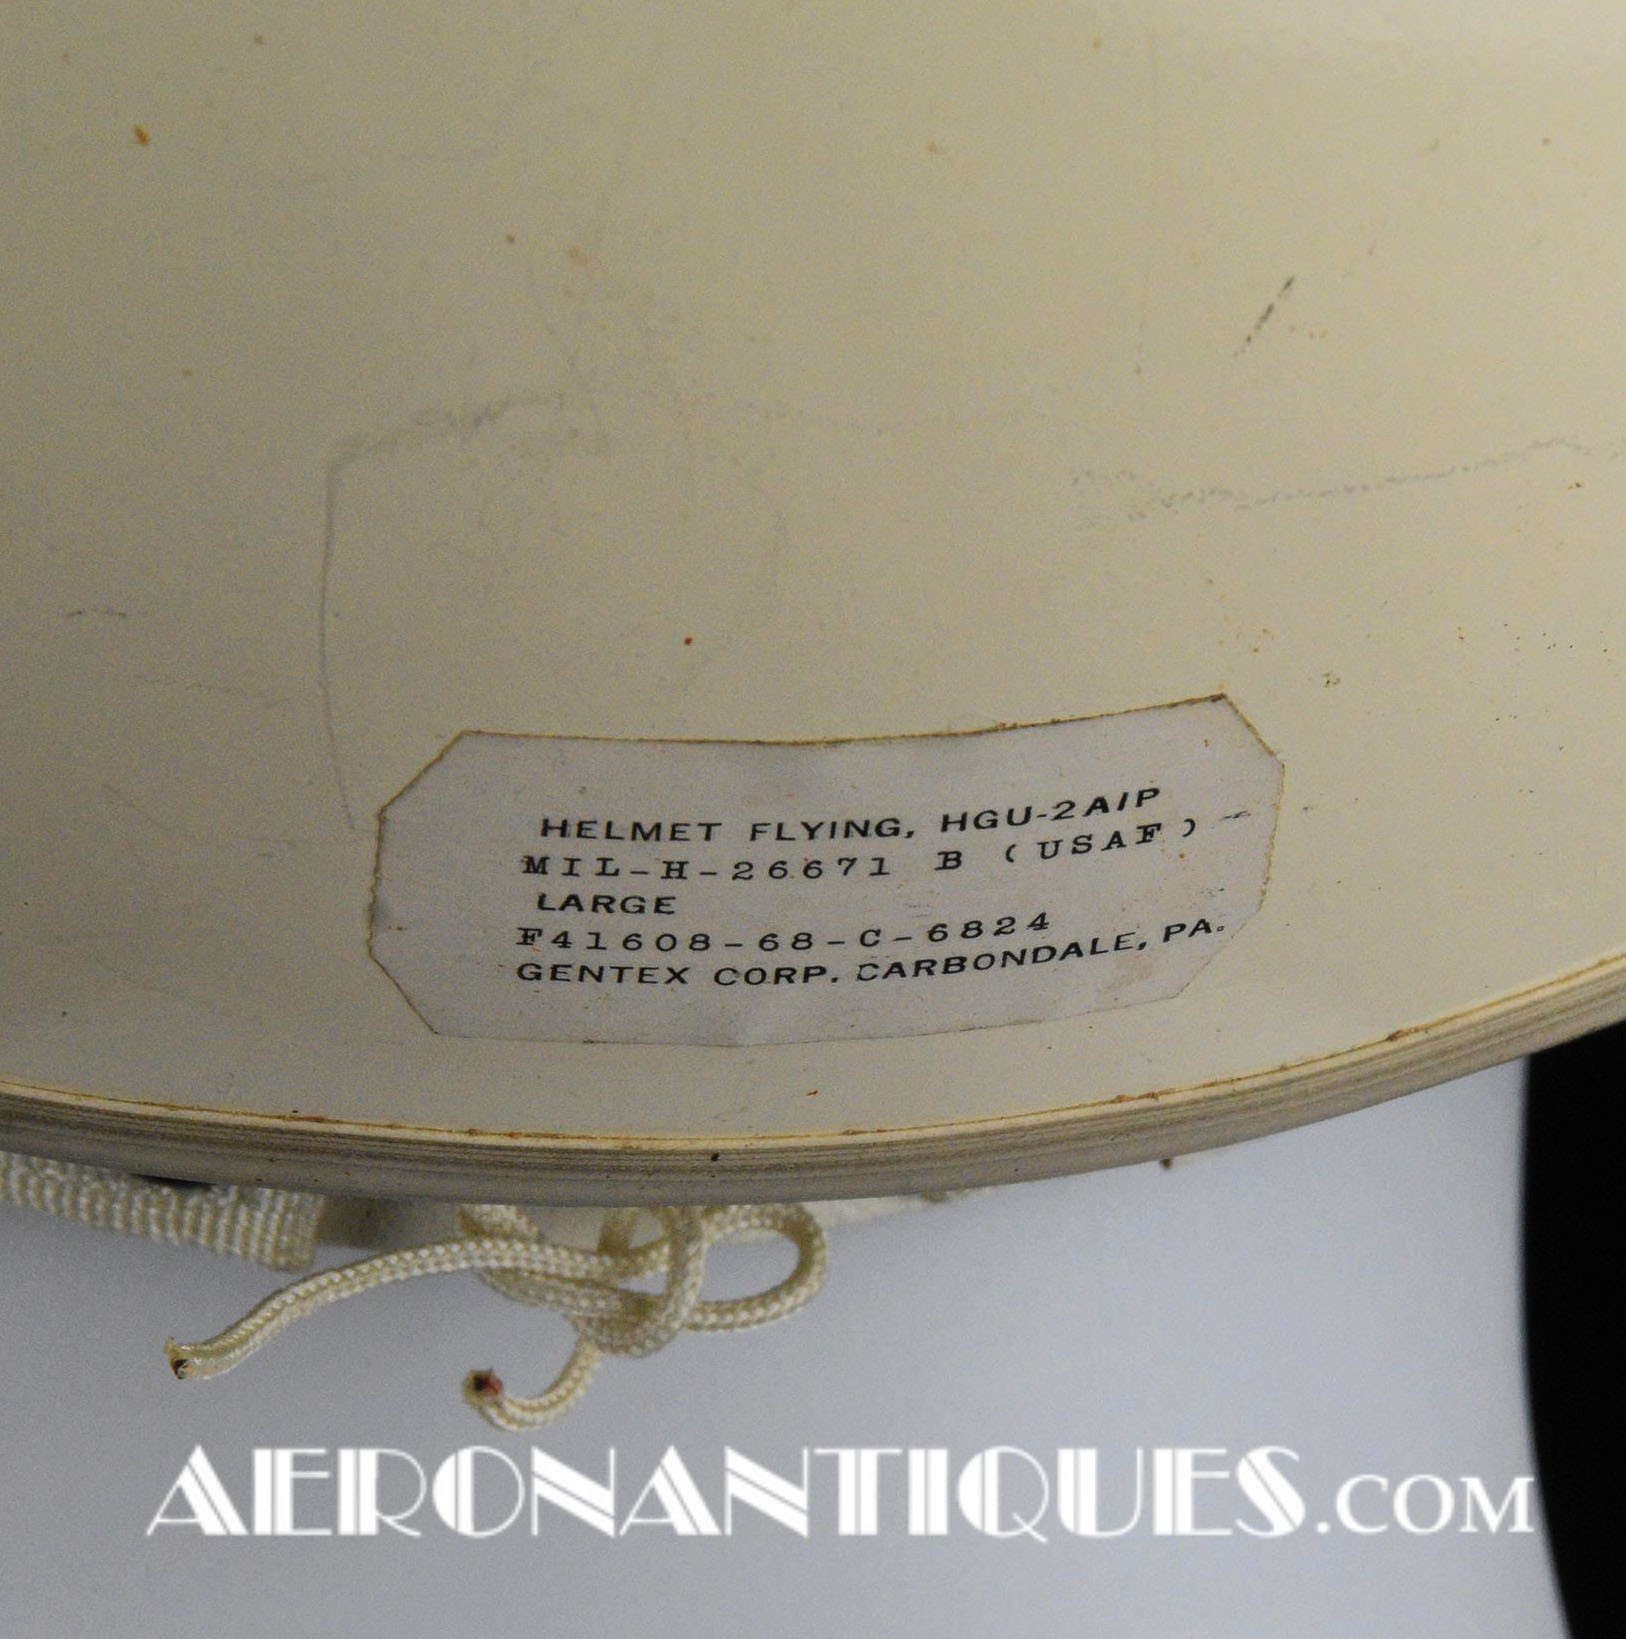 HELMET FLYING, HGU-2A/P
MIL-H-26671 B (USAF)
LARGE
F41608-68-C-6824
GENTEX CORP. CARBONDALE, PA.
AERONANTIQUES.COM